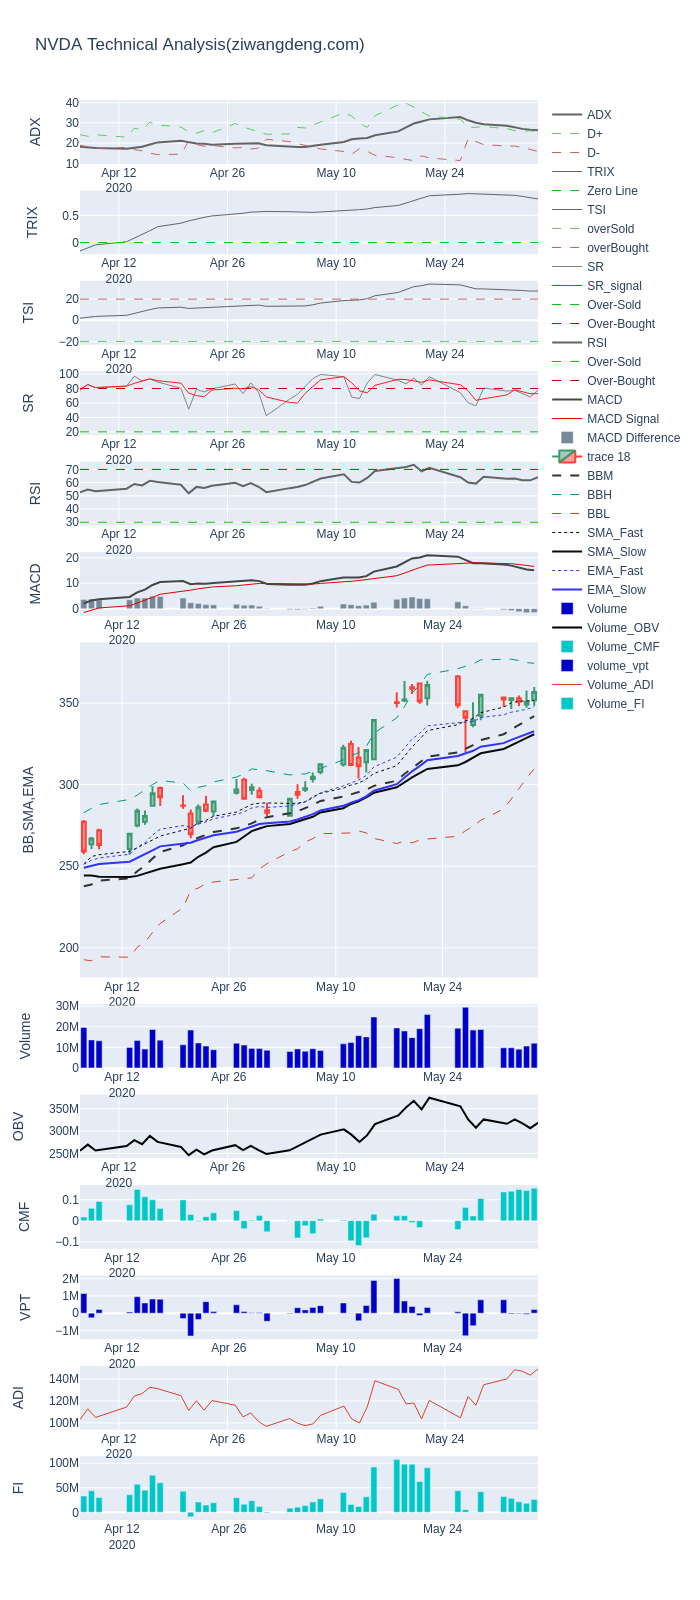 NVDA Technical Analysis(ziwangdeng.com)
ADX
40
30
20
10
Apr 12
2020
Apr 26
May 10
May 24
TRIX
0.5
0
Apr 12
2020
Apr 26
May 10
May 24
TSI
20
0
−20
Apr 12
2020
Apr 26
May 10
May 24
SR
100
80
60
40
20
Apr 12
2020
Apr 26
May 10
May 24
RSI
70
60
50
40
30
Apr 12
2020
Apr 26
May 10
May 24
MACD
20
10
0
Apr 12
2020
Apr 26
May 10
May 24
BB,SMA,EMA
350
300
250
200
Apr 12
2020
Apr 26
May 10
May 24
Volume
30M
20M
10M
0
Apr 12
2020
Apr 26
May 10
May 24
OBV
350M
300M
250M
Apr 12
2020
Apr 26
May 10
May 24
CMF
0.1
0
−0.1
Apr 12
2020
Apr 26
May 10
May 24
VPT
2M
1M
0
−1M
Apr 12
2020
Apr 26
May 10
May 24
ADI
140M
120M
100M
Apr 12
2020
Apr 26
May 10
May 24
FI
100M
50M
0
Apr 12
2020
Apr 26
May 10
May 24
ADX
D+
D-
TRIX
Zero Line
TSI
overSold
overBought
SR
SR_signal
Over-Sold
Over-Bought
RSI
Over-Sold
Over-Bought
MACD
MACD Signal
MACD Difference
trace 18
BBM
BBH
BBL
SMA_Fast
SMA_Slow
EMA_Fast
EMA_Slow
Volume
Volume_OBV
Volume_CMF
volume_vpt
Volume_ADI
Volume_FI